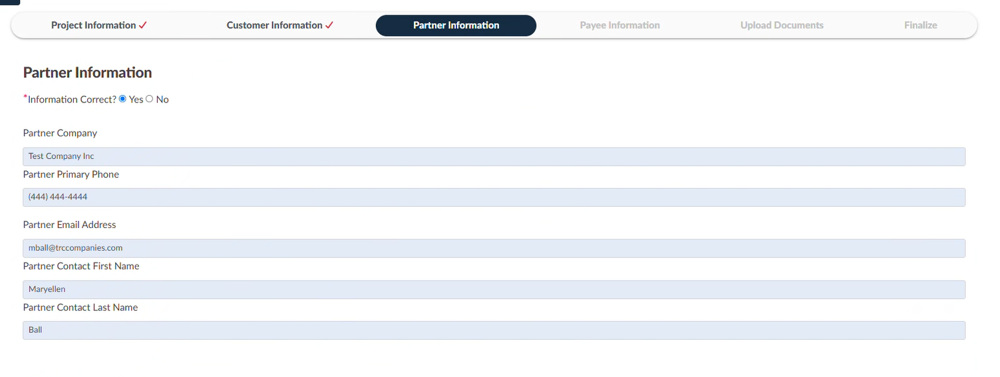 Project Information ✓ Customer Information ✓ Partner Information Payee Information Upload Documents Finalize
Partner Information
*Information Correct? Yes No
Partner Company
Test Company Inc
Partner Primary Phone
(444) 444-4444
Partner Email Address
mball@trccompanies.com
Partner Contact First Name
Maryellen
Partner Contact Last Name
Ball